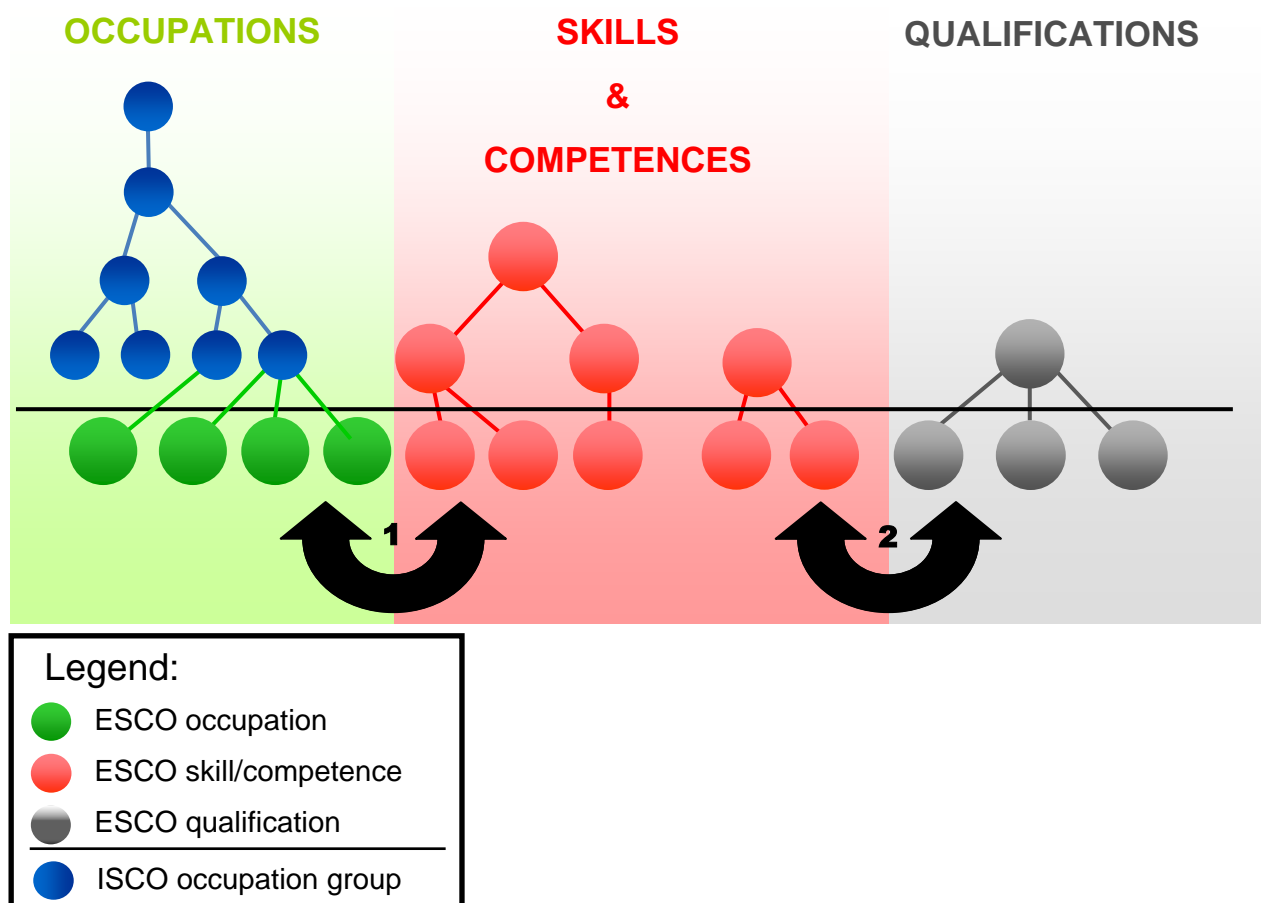 OCCUPATIONS
SKILLS
&
COMPETENCES
QUALIFICATIONS
1
2
Legend:
ESCO occupation
ESCO skill/competence
ESCO qualification
ISCO occupation group